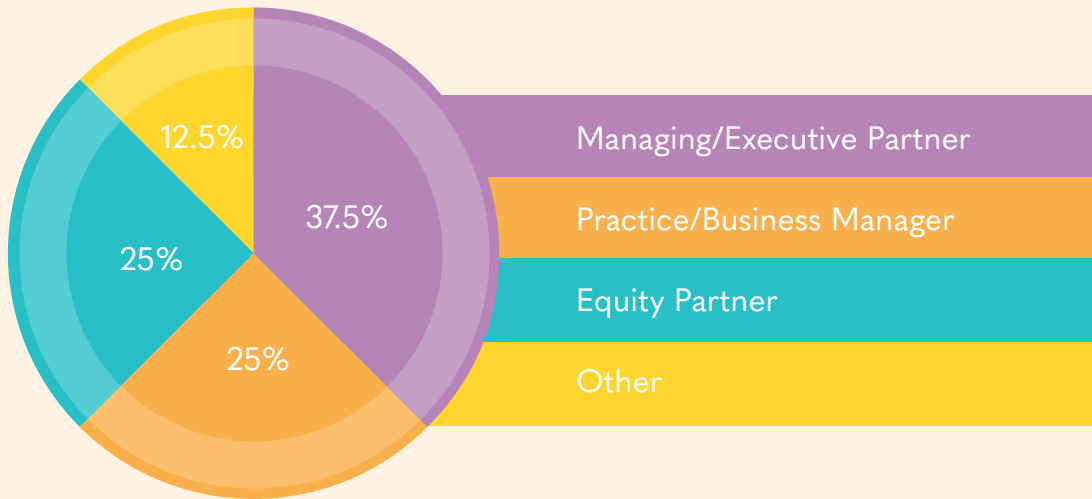 12.5%
37.5%
25%
25%
Managing/Executive Partner
Practice/Business Manager
Equity Partner
Other